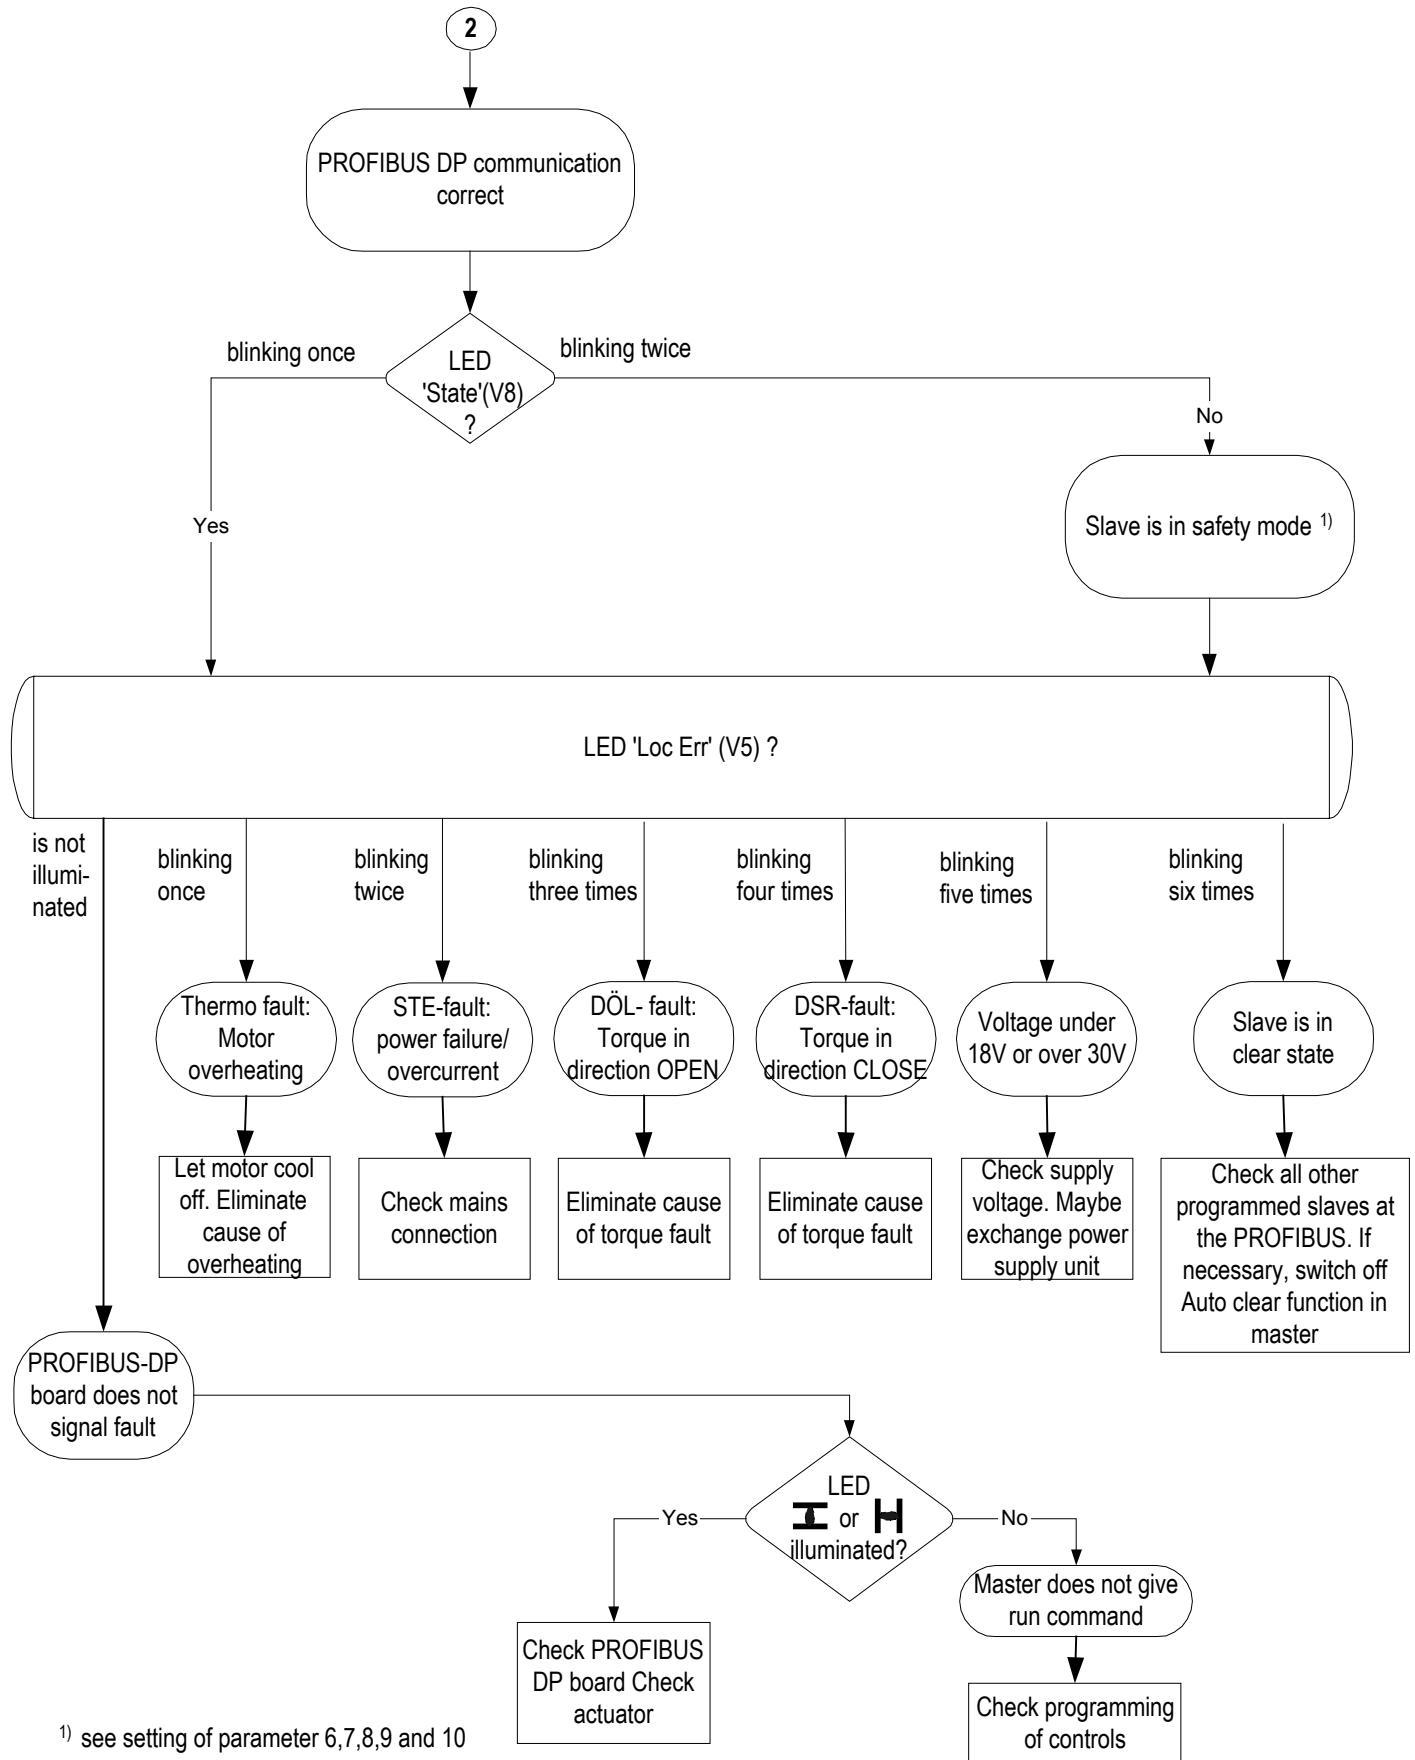 2
PROFIBUS DP communication
correct
blinking once
LED
'State'(V8)
?
blinking twice
Yes
No
Slave is in safety mode 1)
LED 'Loc Err' (V5) ?
is not
illumi-
nated
blinking
once
blinking
twice
blinking
three times
blinking
four times
blinking
five times
blinking
six times
Thermo fault:
Motor
overheating
STE-fault:
power failure/
overcurrent
DÖL- fault:
Torque in
direction OPEN
DSR-fault:
Torque in
direction CLOSE
Voltage under
18V or over 30V
Slave is in
clear state
Let motor cool
off. Eliminate
cause of
overheating
Check mains
connection
Eliminate cause
of torque fault
Eliminate cause
of torque fault
Check supply
voltage. Maybe
exchange power
supply unit
Check all other
programmed slaves at
the PROFIBUS. If
necessary, switch off
Auto clear function in
master
PROFIBUS-DP
board does not
signal fault
LED
or
illuminated?
Yes
No
Master does not give
run command
Check PROFIBUS
DP board Check
actuator
Check programming
of controls
1) see setting of parameter 6,7,8,9 and 10